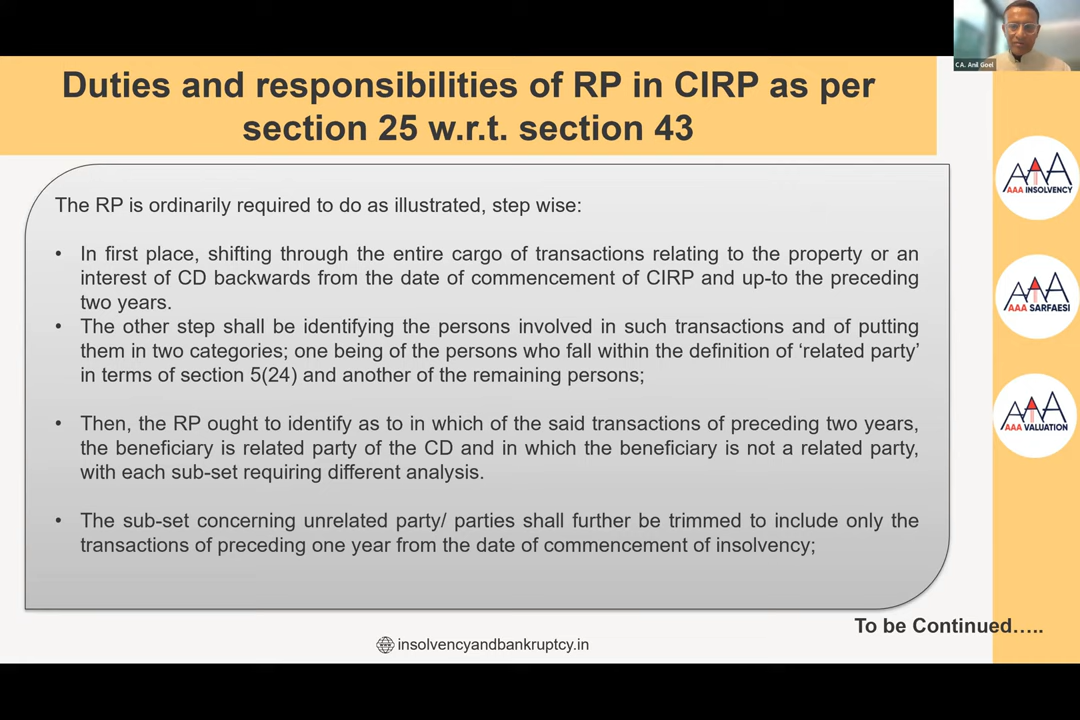 C.A. Anil Goel
Duties and responsibilities of RP in CIRP as per
section 25 w.r.t. section 43
The RP is ordinarily required to do as illustrated, step wise:
• In first place, shifting through the entire cargo of transactions relating to the property or an
interest of CD backwards from the date of commencement of CIRP and up-to the preceding
two years.
• The other step shall be identifying the persons involved in such transactions and of putting
them in two categories; one being of the persons who fall within the definition of ‘related party’
in terms of section 5(24) and another of the remaining persons;
• Then, the RP ought to identify as to in which of the said transactions of preceding two years,
the beneficiary is related party of the CD and in which the beneficiary is not a related party,
with each sub-set requiring different analysis.
• The sub-set concerning unrelated party/ parties shall further be trimmed to include only the
transactions of preceding one year from the date of commencement of insolvency;
AAA INSOLVENCY
AAA SARFAESI
AAA VALUATION
To be Continued…..
insolvencyandbankruptcy.in